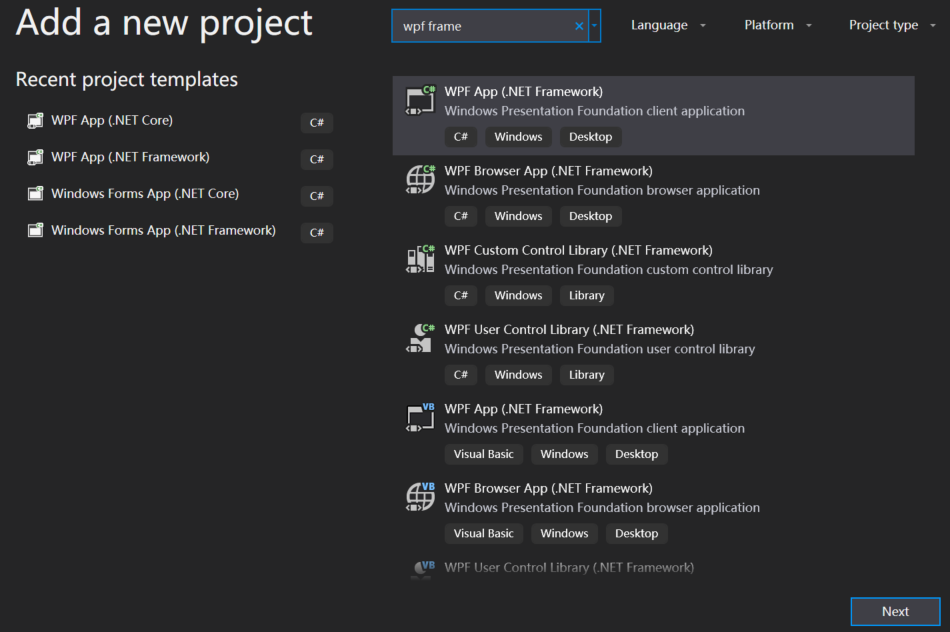 Add a new project
wpf frame
Language
Platform
Project type
Recent project templates
WPF App (.NET Core)
C#
WPF App (.NET Framework)
C#
Windows Forms App (.NET Core)
C#
Windows Forms App (.NET Framework)
C#
C#
WPF App (.NET Framework)
Windows Presentation Foundation client application
C# Windows Desktop
C#
WPF Browser App (.NET Framework)
Windows Presentation Foundation browser application
C# Windows Desktop
C#
WPF Custom Control Library (.NET Framework)
Windows Presentation Foundation custom control library
C# Windows Library
C#
WPF User Control Library (.NET Framework)
Windows Presentation Foundation user control library
C# Windows Library
VB
WPF App (.NET Framework)
Windows Presentation Foundation client application
Visual Basic Windows Desktop
VB
WPF Browser App (.NET Framework)
Windows Presentation Foundation browser application
Visual Basic Windows Desktop
VB
WPF User Control Library (.NET Framework)
Next